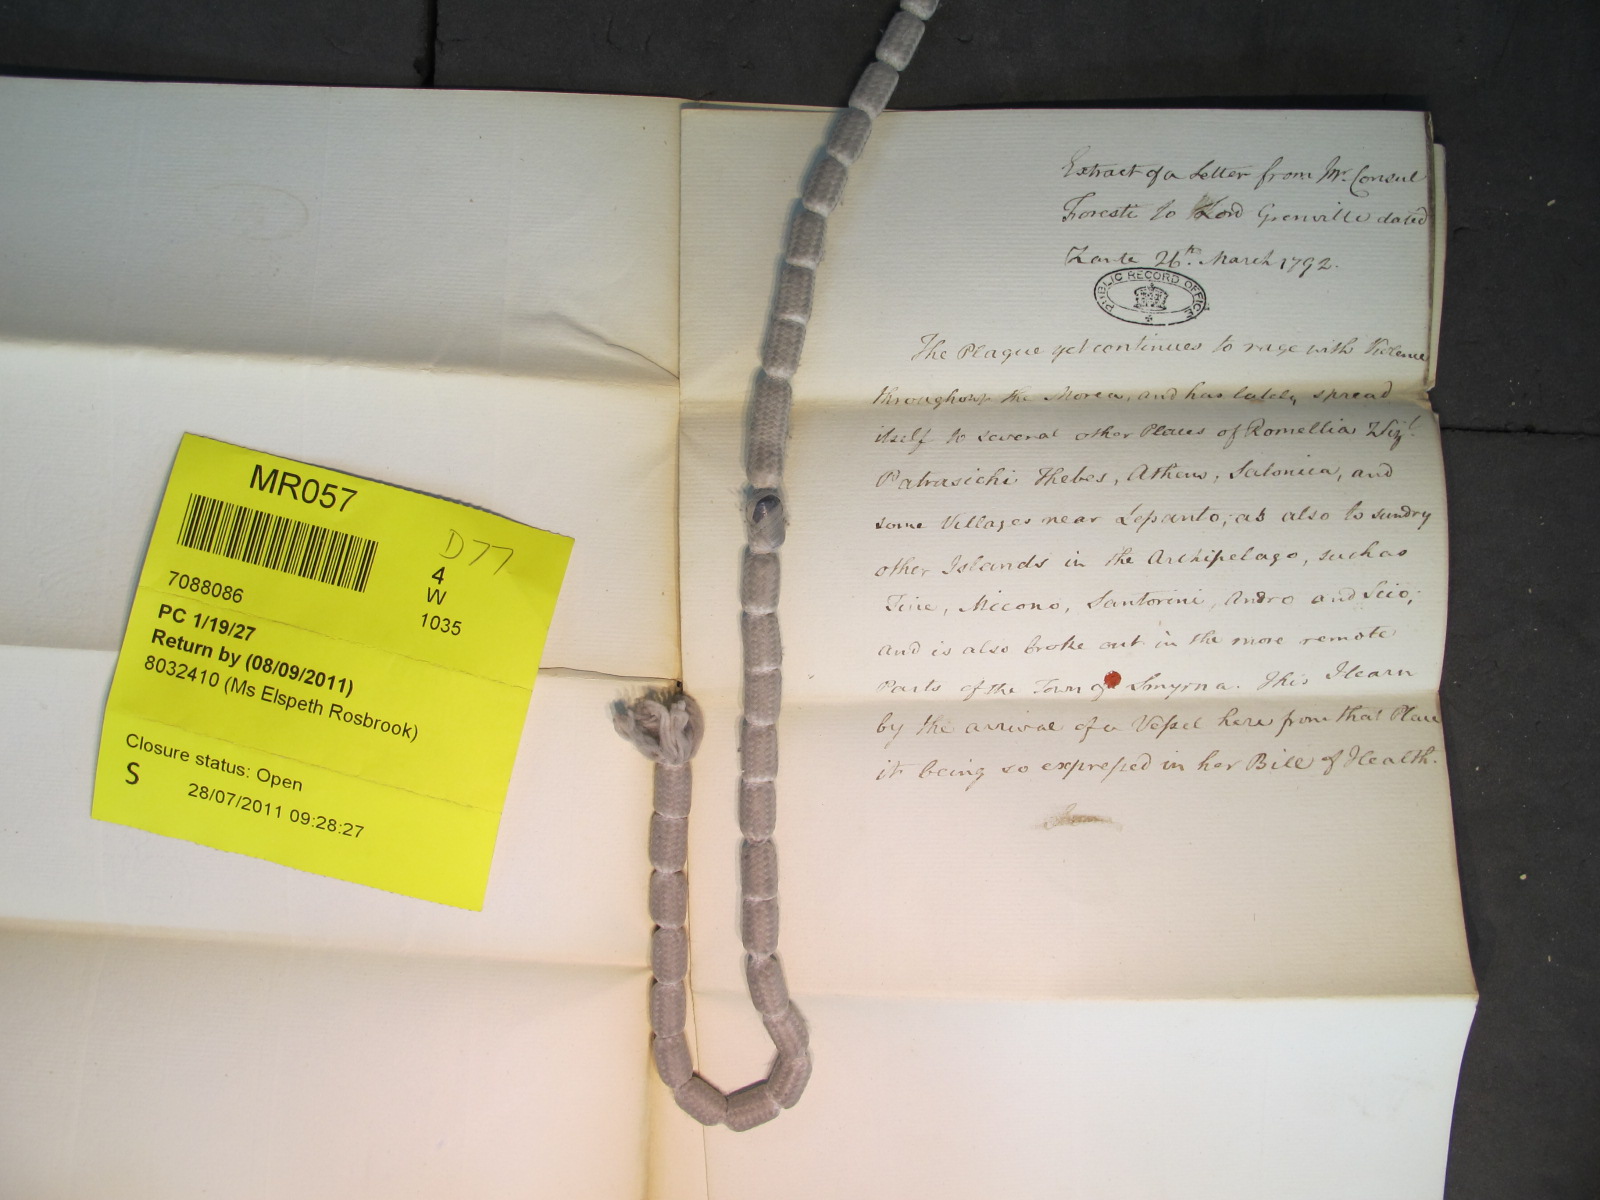 MR057
D77
4
W
1035
7088086
PC 1/19/27
Return by (08/09/2011)
8032410 (Ms Elspeth Rosbrook)
Closure status: Open
S
28/07/2011 09:28:27
Extract of a Letter from Mr. Consul
Foresti to Lord Grenville dated
Zante 26th. March 1792.
PUBLIC RECORD OFFICE
The Plague yet continues to rage with Violence
throughout the Morea, and has lately spread
itself to several other Places of Romellia Vizt.
Patrasichi Thebes, Athens, Salonica, and
some Villages near Lepanto; as also to sundry
other Islands in the Archipelago, such as
Tine, Micono, Santorini, Andro and Scio;
and is also broke out in the more remote
Parts of the Town of Smyrna. This I learn
by the arrival of a Vessel here from that Place
it being so expressed in her Bill of Health.